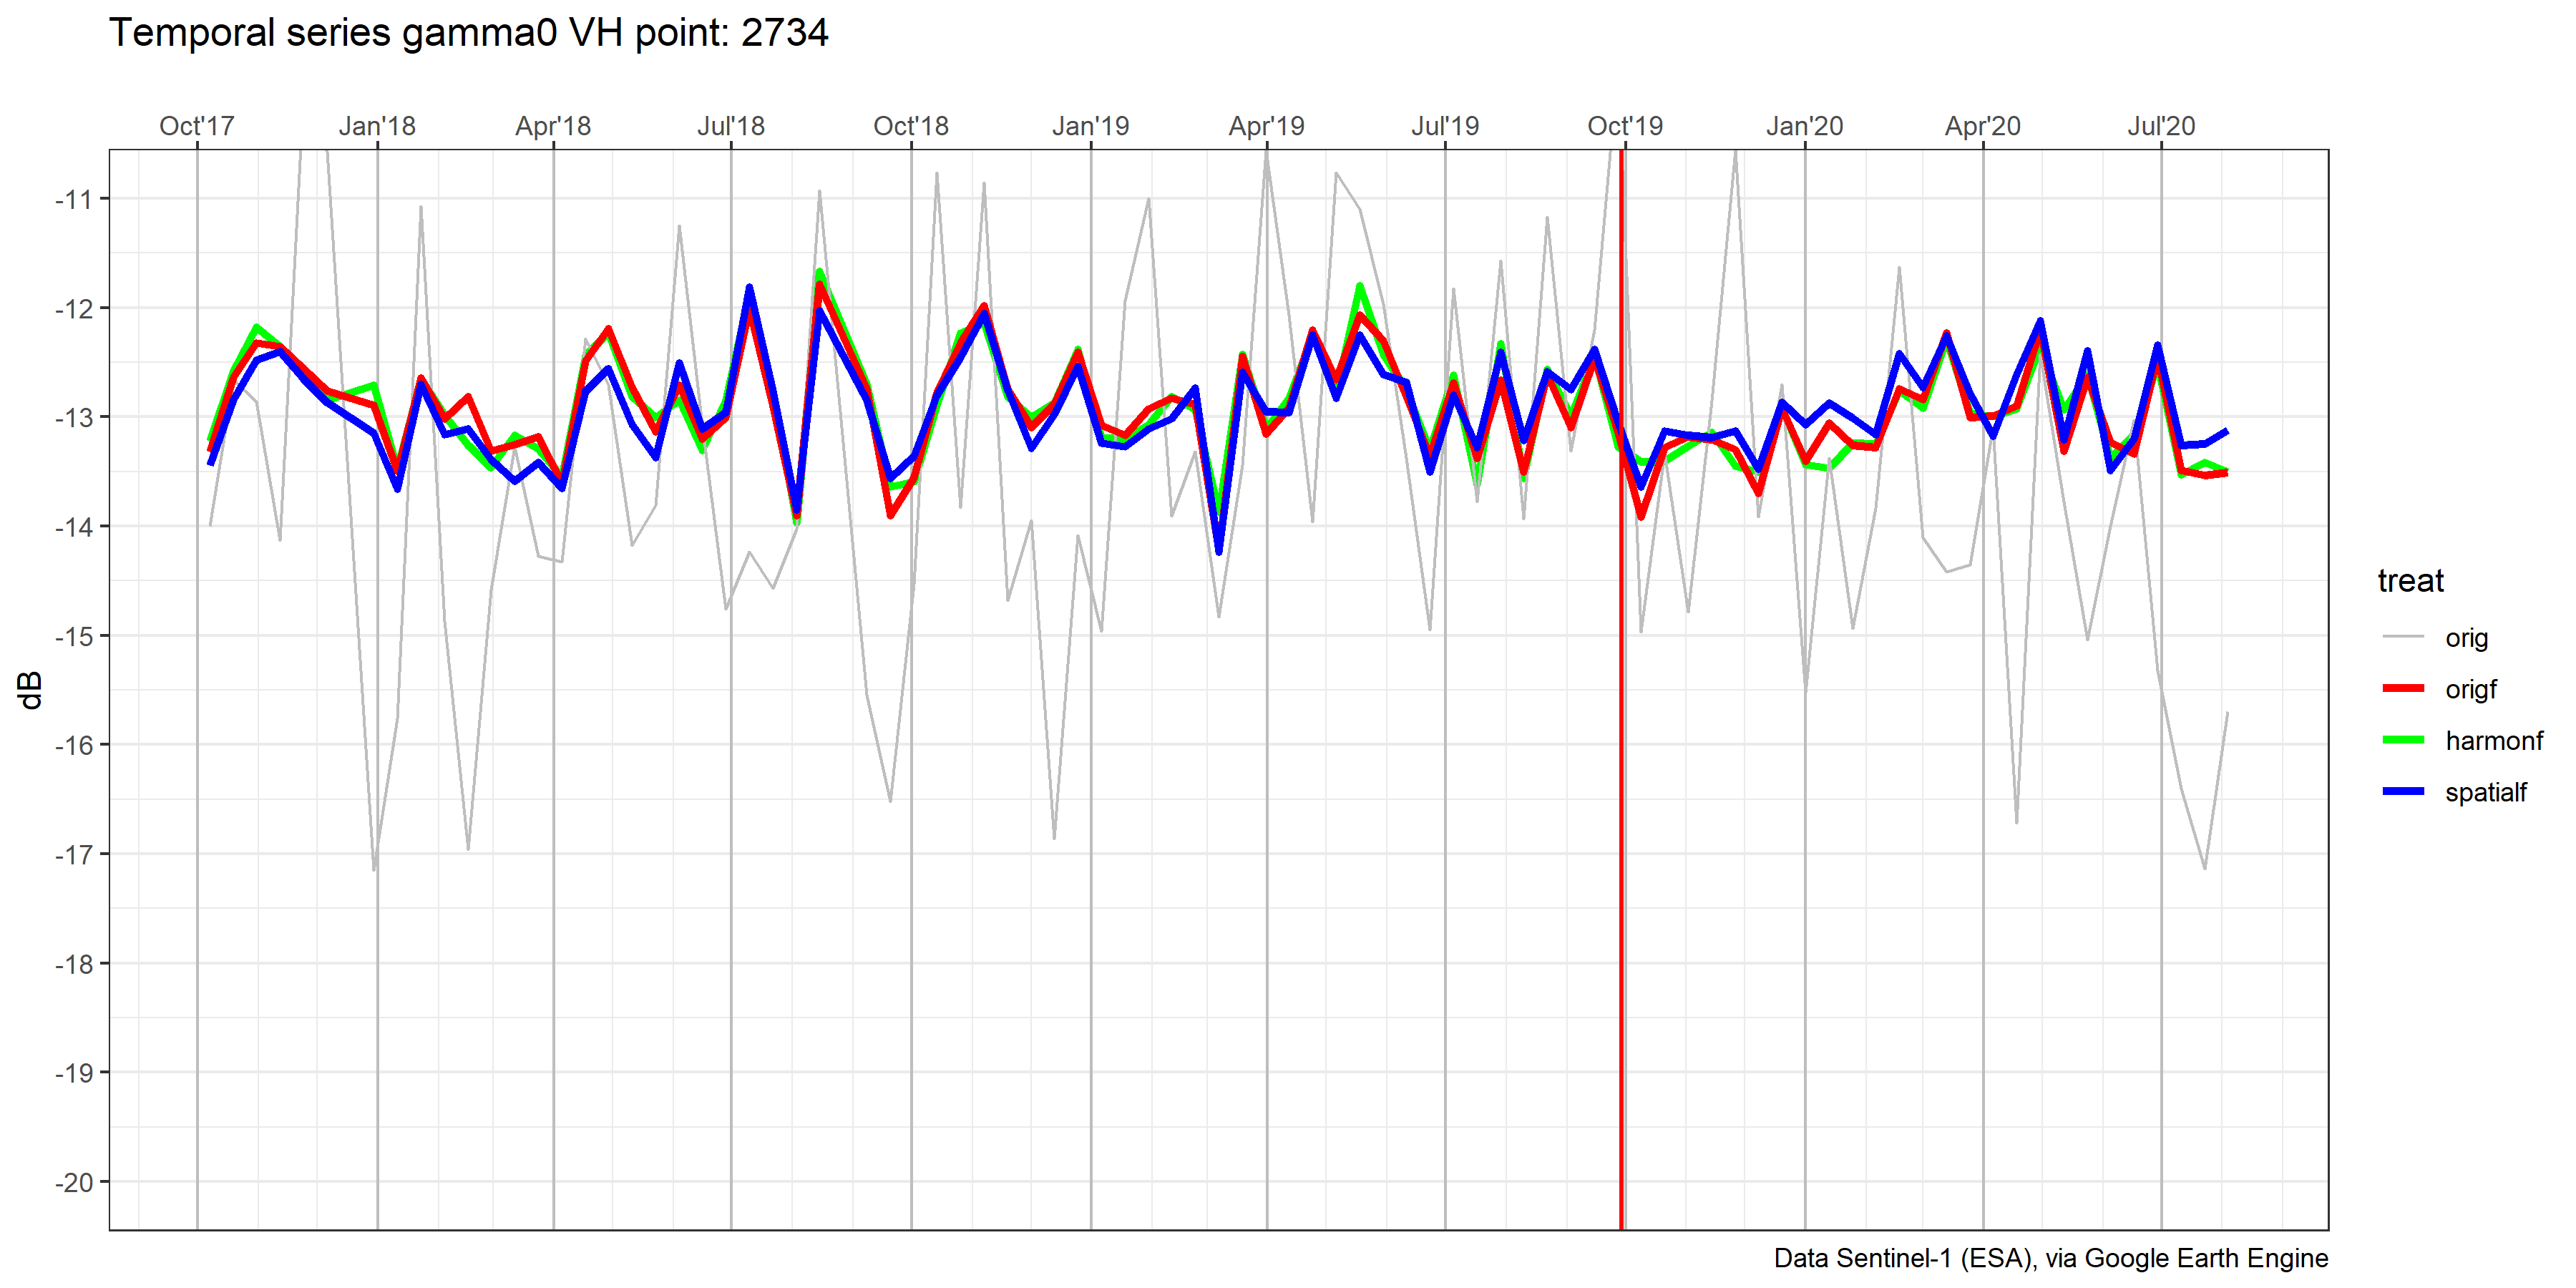 Temporal series gamma0 VH point: 2734
Oct'17 Jan'18 Apr'18 Jul'18 Oct'18 Jan'19 Apr'19 Jul'19 Oct'19 Jan'20 Apr'20 Jul'20
-11
-12
-13
-14
-15
-16
-17
-18
-19
-20
dB
treat
orig
origf
harmonf
spatialf
Data Sentinel-1 (ESA), via Google Earth Engine